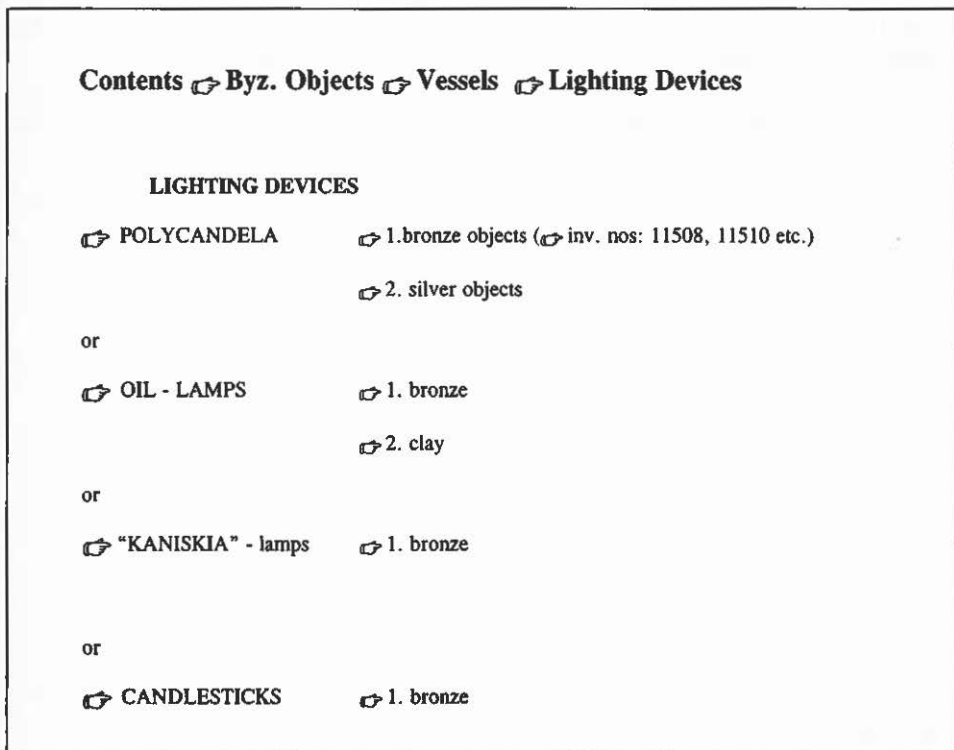 Contents ☞ Byz. Objects ☞ Vessels ☞ Lighting Devices
LIGHTING DEVICES
☞ POLYCANDELA ☞ 1.bronze objects (☞ inv. nos: 11508, 11510 etc.)
☞ 2. silver objects
or
☞ OIL - LAMPS ☞ 1. bronze
☞ 2. clay
or
☞ “KANISKIA” - lamps ☞ 1. bronze
or
☞ CANDLESTICKS ☞ 1. bronze